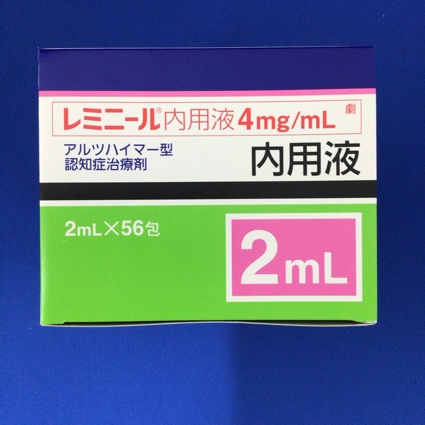 レミニール®内用液4mg/mL 劇
アルツハイマー型
認知症治療剤
内用液
2mL×56包
2mL